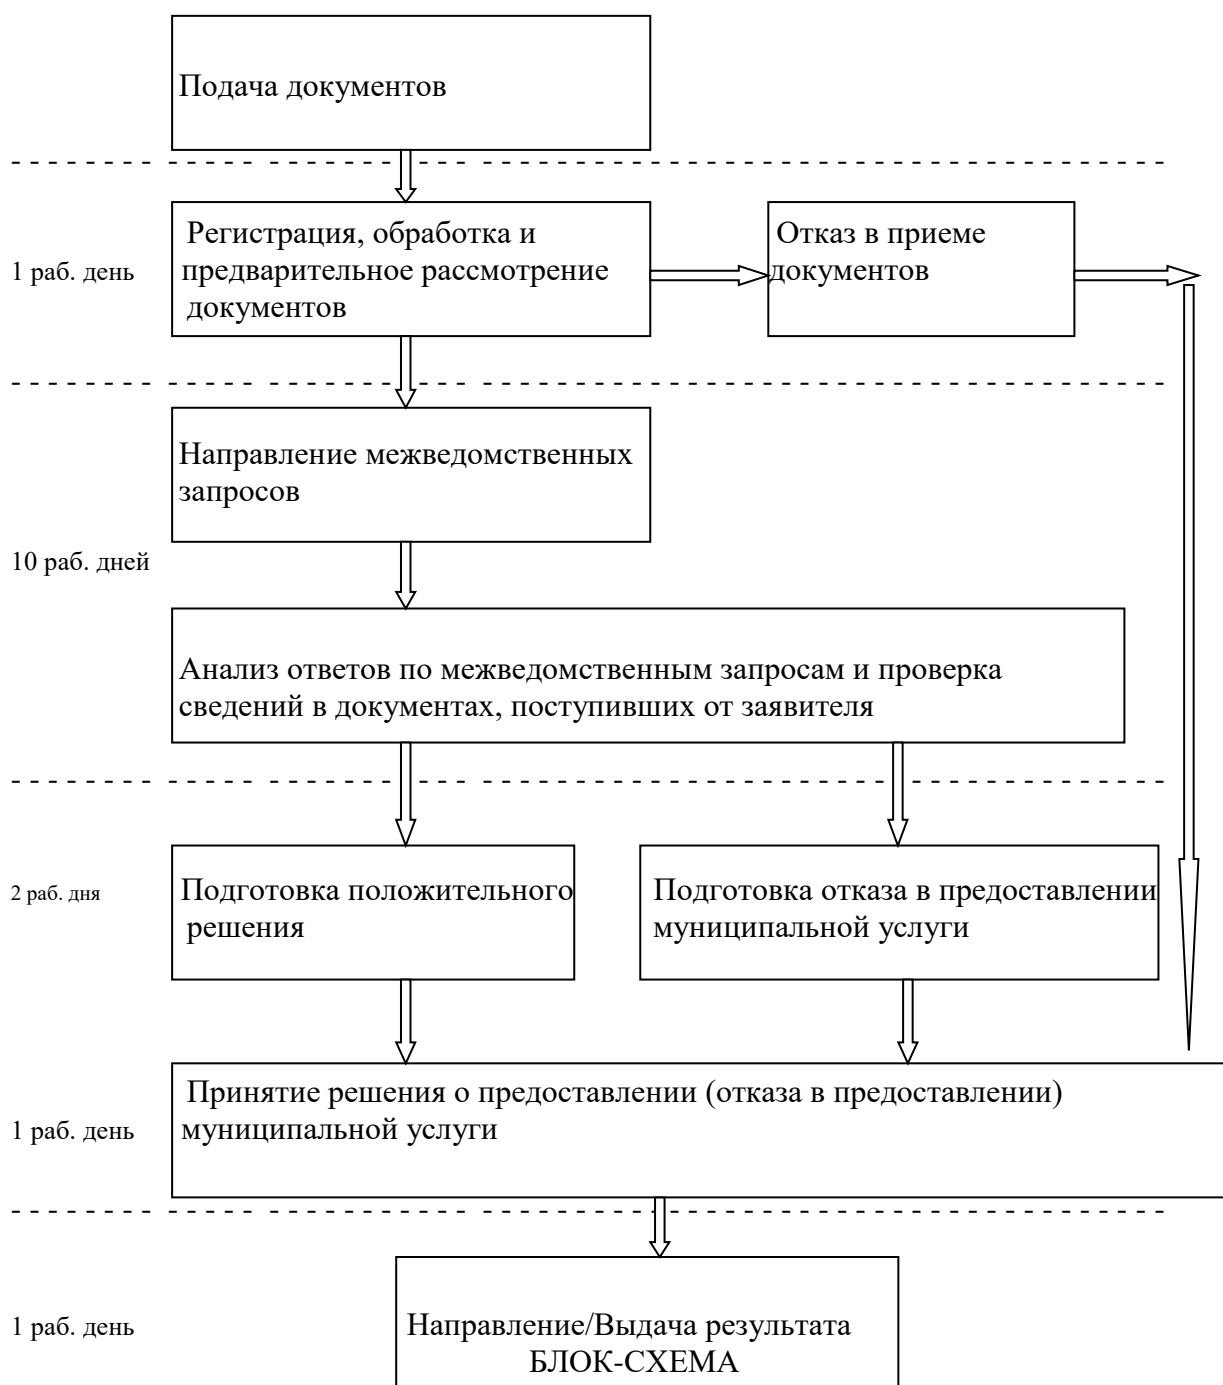 Подача документов
1 раб. день
Регистрация, обработка и
предварительное рассмотрение
документов
Отказ в приеме
документов
Направление межведомственных
запросов
10 раб. дней
Анализ ответов по межведомственным запросам и проверка
сведений в документах, поступивших от заявителя
2 раб. дня
Подготовка положительного
решения
Подготовка отказа в предоставлении
муниципальной услуги
1 раб. день
Принятие решения о предоставлении (отказа в предоставлении)
муниципальной услуги
1 раб. день
Направление/Выдача результата
БЛОК-СХЕМА